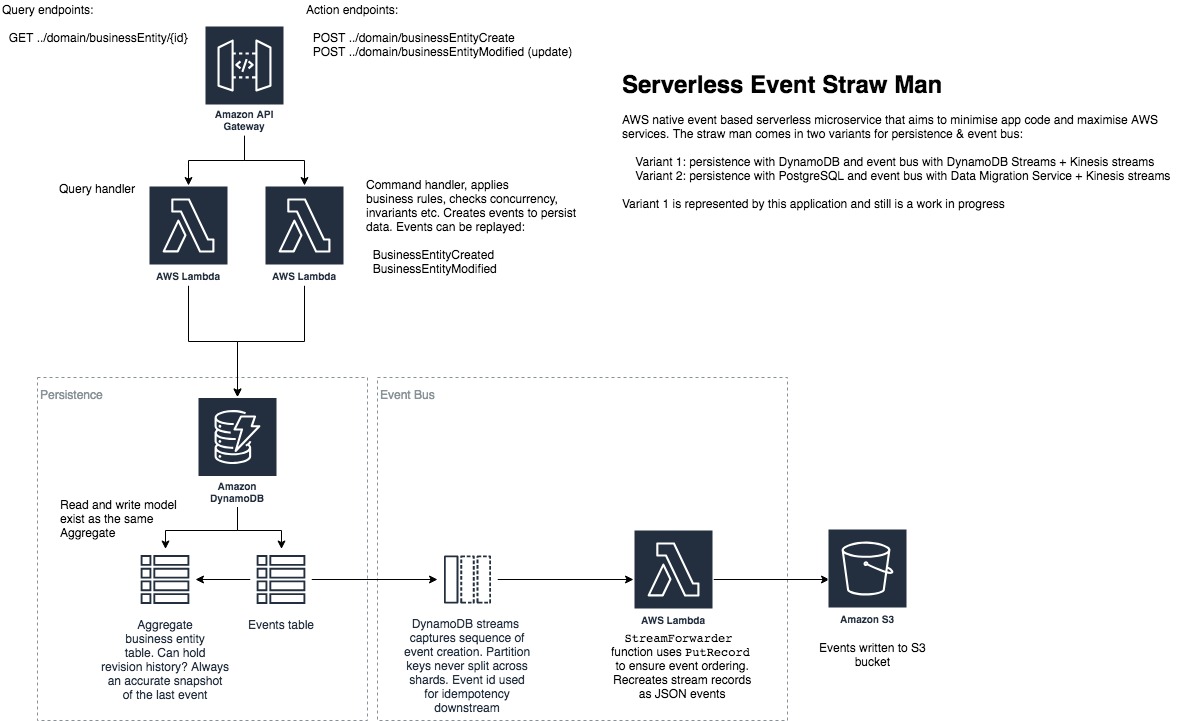 Query endpoints:
GET ../domain/businessEntity/{id}
Action endpoints:
POST ../domain/businessEntityCreate
POST ../domain/businessEntityModified (update)
Amazon API
Gateway
Serverless Event Straw Man
AWS native event based serverless microservice that aims to minimise app code and maximise AWS
services. The straw man comes in two variants for persistence & event bus:
Variant 1: persistence with DynamoDB and event bus with DynamoDB Streams + Kinesis streams
Variant 2: persistence with PostgreSQL and event bus with Data Migration Service + Kinesis streams
Variant 1 is represented by this application and still is a work in progress
Query handler
AWS Lambda
AWS Lambda
Command handler, applies
business rules, checks concurrency,
invariants etc. Creates events to persist
data. Events can be replayed:
BusinessEntityCreated
BusinessEntityModified
Persistence
Amazon
DynamoDB
Read and write model
exist as the same
Aggregate
Aggregate
business entity
table. Can hold
revision history? Always
an accurate snapshot
of the last event
Events table
Event Bus
DynamoDB streams
captures sequence of
event creation. Partition
keys never split across
shards. Event id used
for idempotency
downstream
AWS Lambda
StreamForwarder
function uses PutRecord
to ensure event ordering.
Recreates stream records
as JSON events
Amazon S3
Events written to S3
bucket